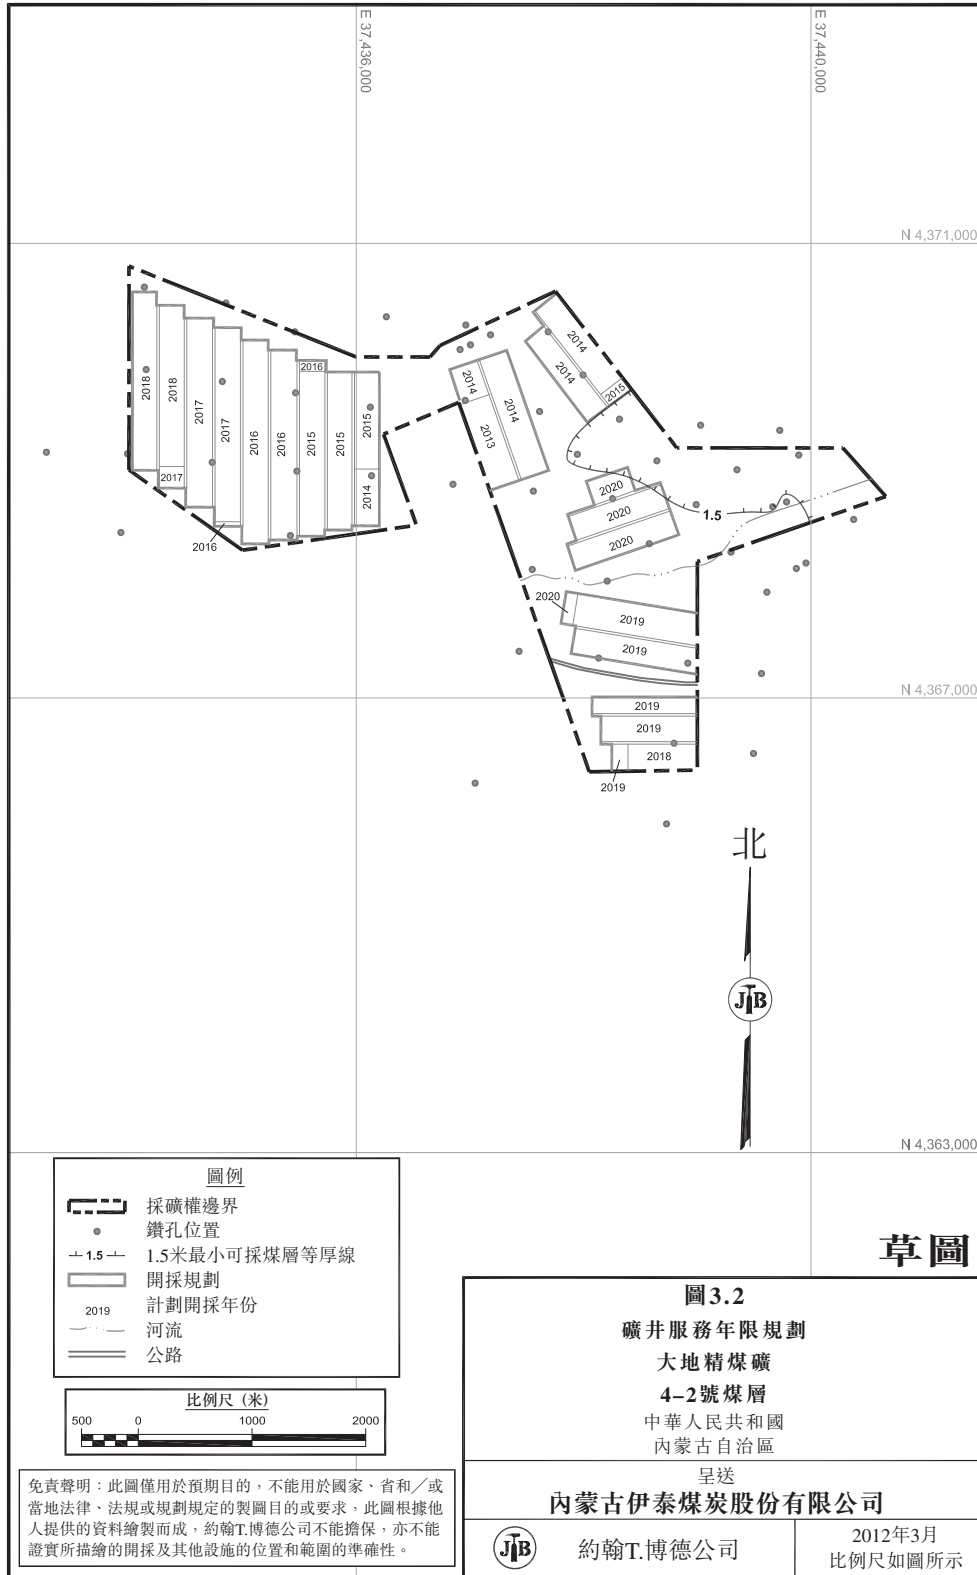 E 37,436,000
E 37,440,000
N 4,371,000
2018
2018
2017
2017
2017
2016
2016
2016
2016
2015
2015
2015
2014
2014
2013
2014
2014
2014
2015
1.5
2020
2020
2020
2020
2019
2019
N 4,367,000
2019
2019
2018
2019
北
JTB
N 4,363,000
圖例
採礦權邊界
鑽孔位置
1.5 1.5米最小可採煤層等厚線
開採規劃
2019 計劃開採年份
河流
公路
比例尺 (米)
500 0 1000 2000
免責聲明：此圖僅用於預期目的，不能用於國家、省和／或
當地法律、法規或規劃規定的製圖目的或要求，此圖根據他
人提供的資料繪製而成，約翰T.博德公司不能擔保，亦不能
證實所描繪的開採及其他設施的位置和範圍的準確性。
草圖
圖3.2
礦井服務年限規劃
大地精煤礦
4-2號煤層
中華人民共和國
內蒙古自治區
呈送
內蒙古伊泰煤炭股份有限公司
JTB
約翰T.博德公司
2012年3月
比例尺如圖所示